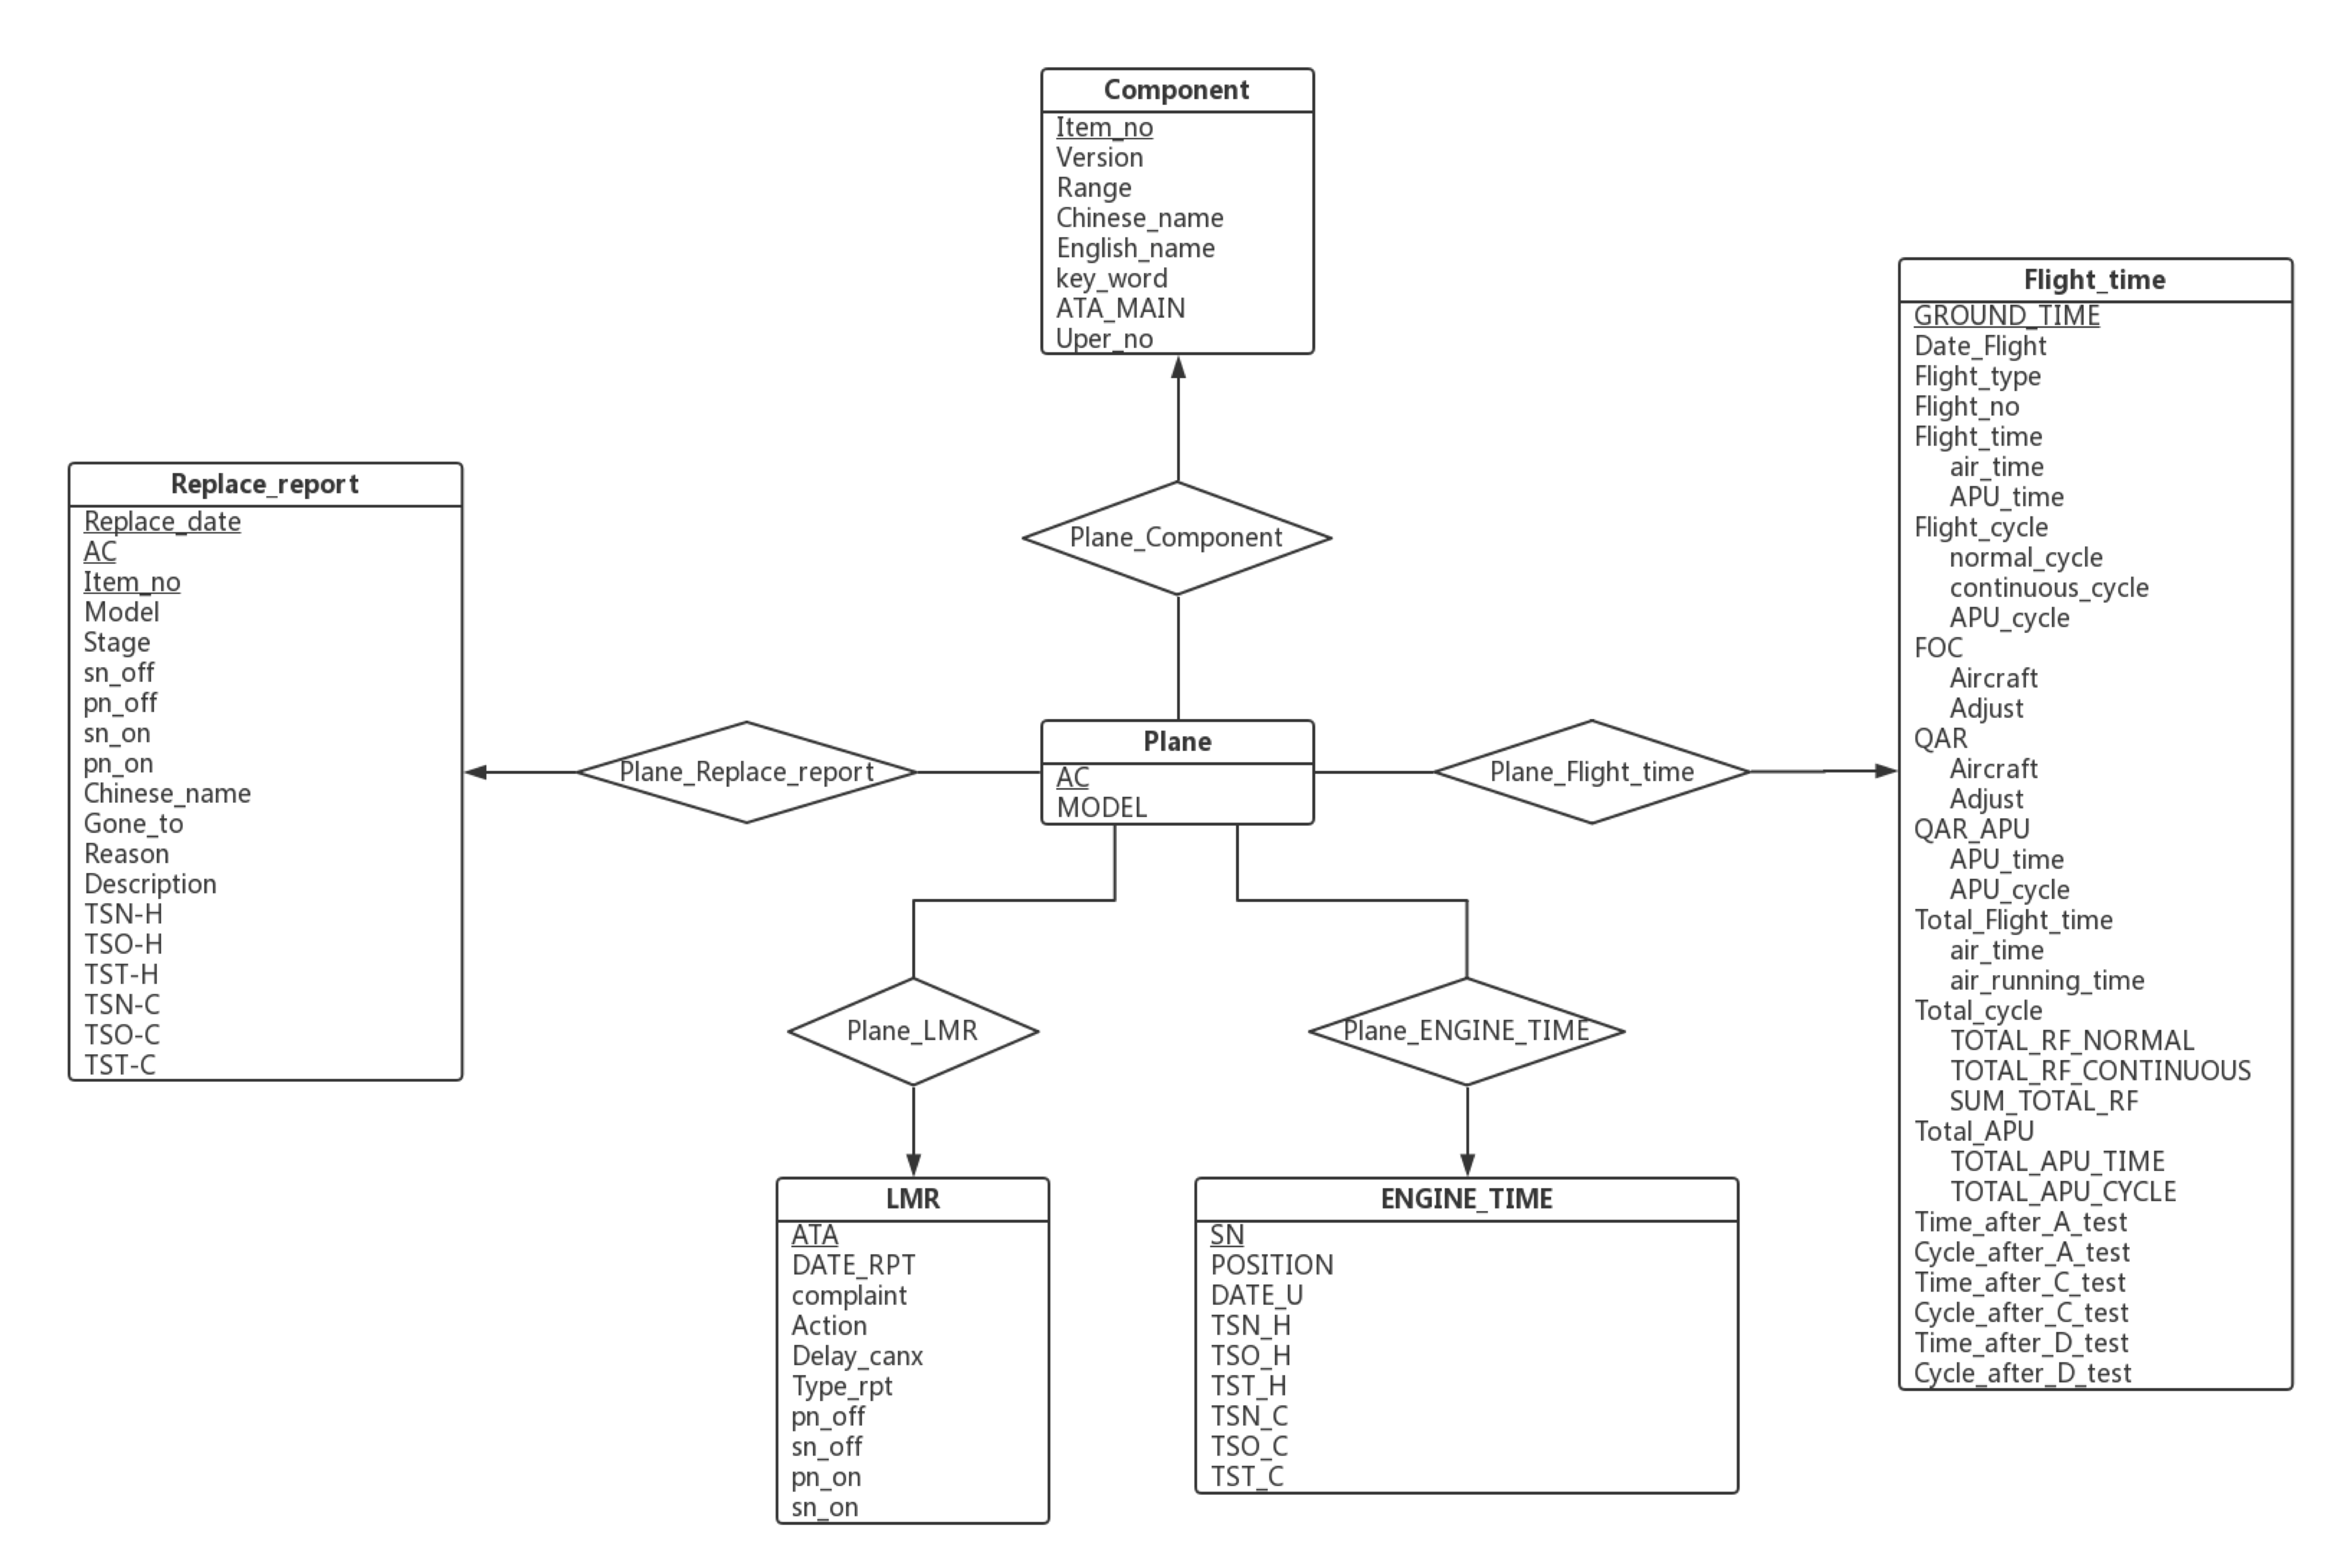 Component
Item_no
Version
Range
Chinese_name
English_name
key_word
ATA_MAIN
Uper_no
Flight_time
GROUND_TIME
Date_Flight
Flight_type
Flight_no
Flight_time
air_time
APU_time
Flight_cycle
normal_cycle
continuous_cycle
APU_cycle
FOC
Aircraft
Adjust
QAR
Aircraft
Adjust
QAR_APU
APU_time
APU_cycle
Total_Flight_time
air_time
air_running_time
Total_cycle
TOTAL_RF_NORMAL
TOTAL_RF_CONTINUOUS
SUM_TOTAL_RF
Total_APU
TOTAL_APU_TIME
TOTAL_APU_CYCLE
Time_after_A_test
Cycle_after_A_test
Time_after_C_test
Cycle_after_C_test
Time_after_D_test
Cycle_after_D_test
Replace_report
Replace_date
AC
Item_no
Model
Stage
sn_off
pn_off
sn_on
pn_on
Chinese_name
Gone_to
Reason
Description
TSN-H
TSO-H
TST-H
TSN-C
TSO-C
TST-C
Plane_Component
Plane_Replace_report
Plane
AC
MODEL
Plane_Flight_time
Plane_LMR
Plane_ENGINE_TIME
LMR
ATA
DATE_RPT
complaint
Action
Delay_canx
Type_rpt
pn_off
sn_off
pn_on
sn_on
ENGINE_TIME
SN
POSITION
DATE_U
TSN_H
TSO_H
TST_H
TSN_C
TSO_C
TST_C